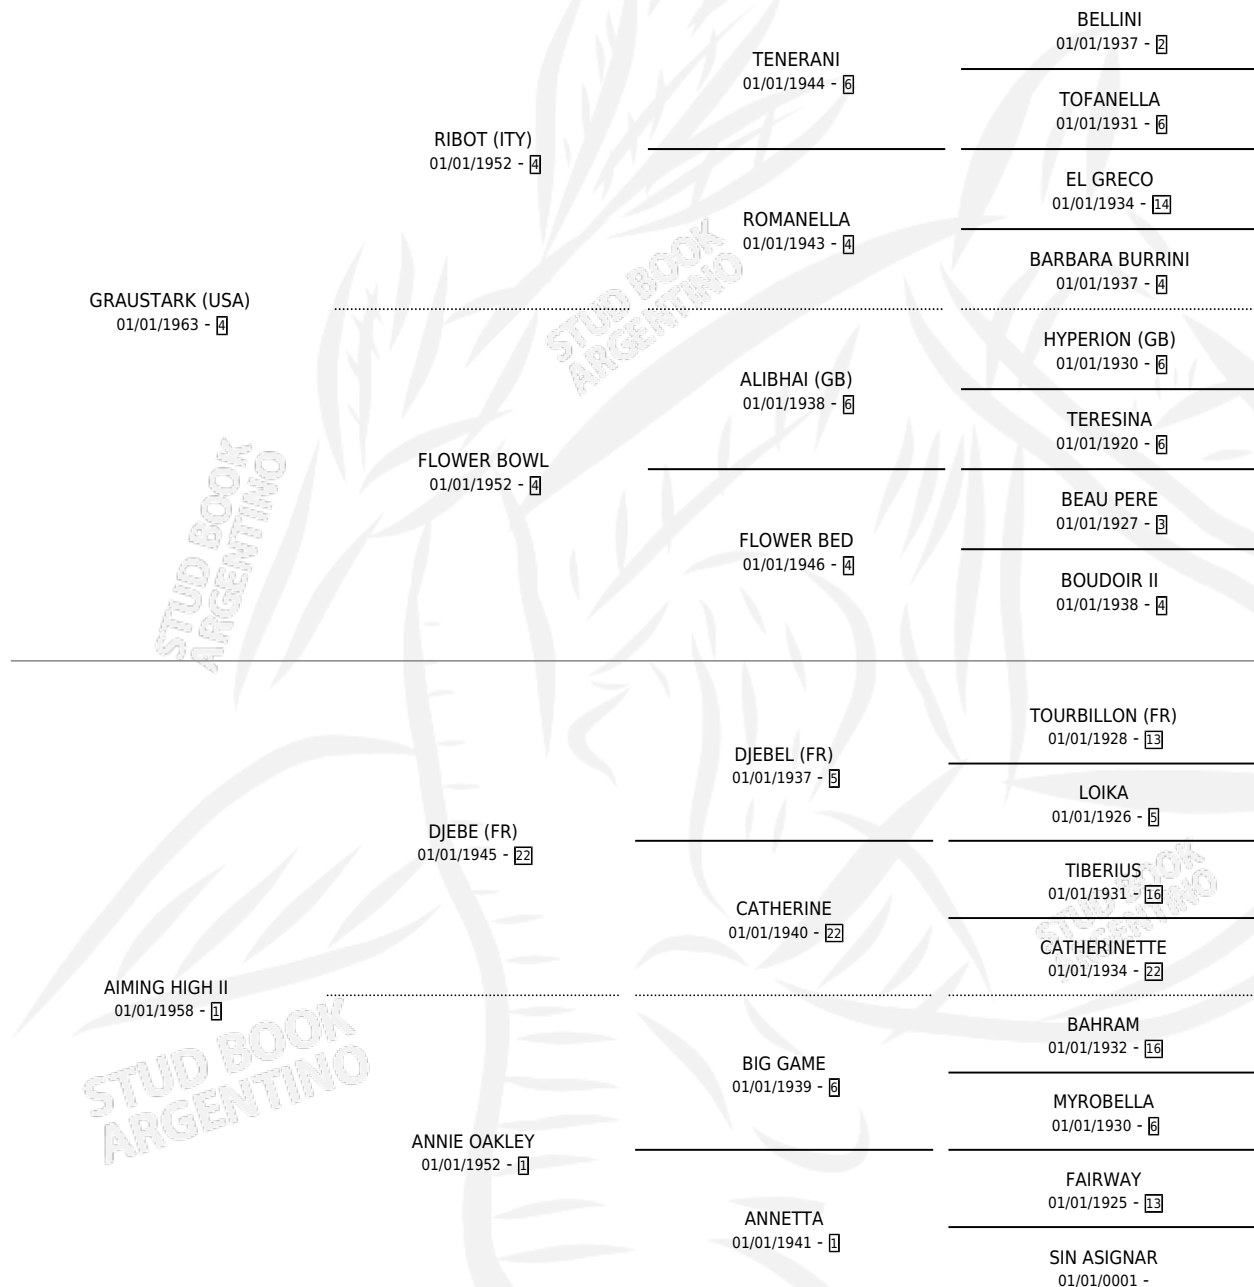 BELLINI
01/01/1937 - 2
TENERANI
01/01/1944 - 6
TOFANELLA
01/01/1931 - 6
RIBOT (ITY)
01/01/1952 - 4
EL GRECO
01/01/1934 - 14
ROMANELLA
01/01/1943 - 4
BARBARA BURRINI
01/01/1937 - 4
GRAUSTARK (USA)
01/01/1963 - 4
HYPERION (GB)
01/01/1930 - 6
ALIBHAI (GB)
01/01/1938 - 6
TERESINA
01/01/1920 - 6
FLOWER BOWL
01/01/1952 - 4
BEAU PERE
01/01/1927 - 3
FLOWER BED
01/01/1946 - 4
BOUDOIR II
01/01/1938 - 4
TOURBILLON (FR)
01/01/1928 - 13
DJEBEL (FR)
01/01/1937 - 5
LOIKA
01/01/1926 - 5
DJEBE (FR)
01/01/1945 - 22
TIBERIUS
01/01/1931 - 16
CATHERINE
01/01/1940 - 22
CATHERINETTE
01/01/1934 - 22
AIMING HIGH II
01/01/1958 - 1
BAHRAM
01/01/1932 - 16
BIG GAME
01/01/1939 - 6
MYROBELLA
01/01/1930 - 6
ANNIE OAKLEY
01/01/1952 - 1
FAIRWAY
01/01/1925 - 13
ANNETTA
01/01/1941 - 1
SIN ASIGNAR
01/01/0001 -
STUD BOOK
ARGENTINO
STUD BOOK
ARGENTINO
STUD BOOK
ARGENTINO
STUD BOOK
ARGENTINO